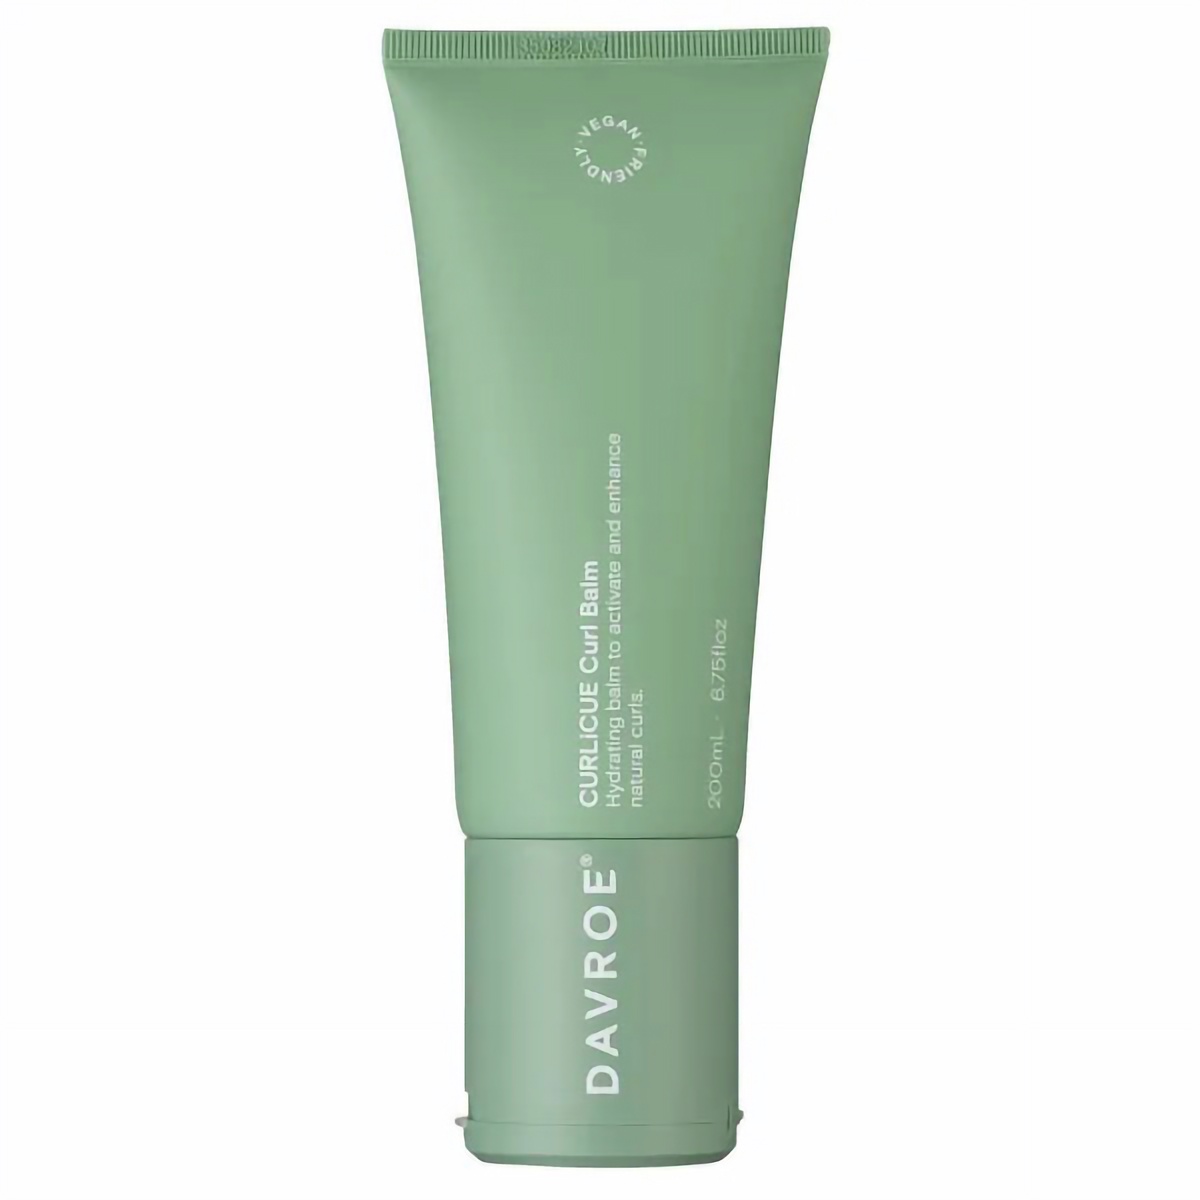 VEGAN · FRIENDLY ·
CURLiCUE Curl Balm
Hydrating balm to activate and enhance
natural curls.
200mL · 6.75floz
DAVROE®